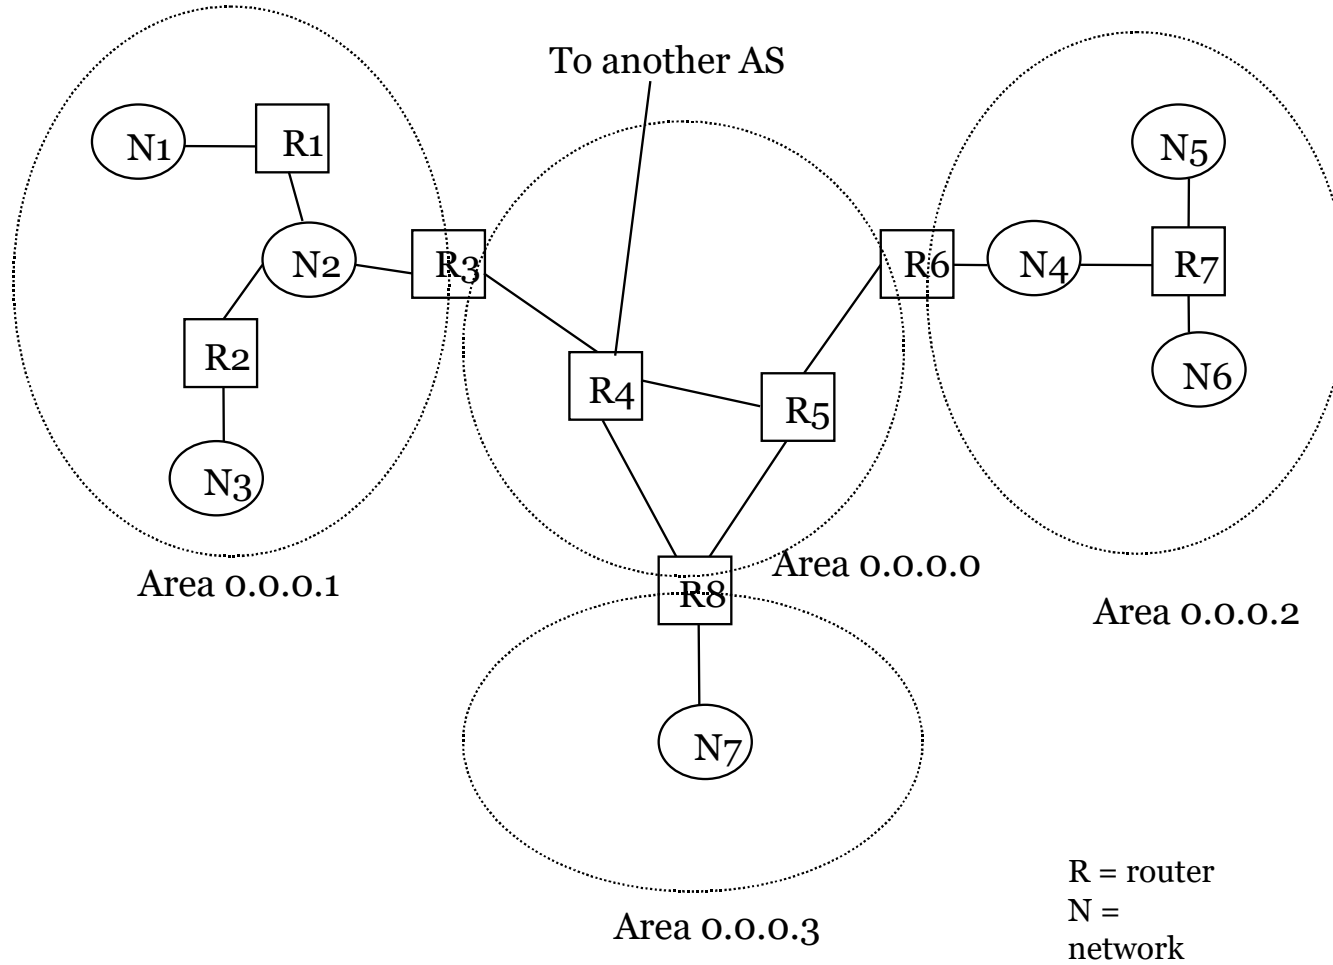 To another AS
N1
R1
N5
N2
R3
R6
N4
R7
R2
R4
R5
N6
N3
Area 0.0.0.1
Area 0.0.0.0
R8
Area 0.0.0.2
N7
R = router
N =
network
Area 0.0.0.3